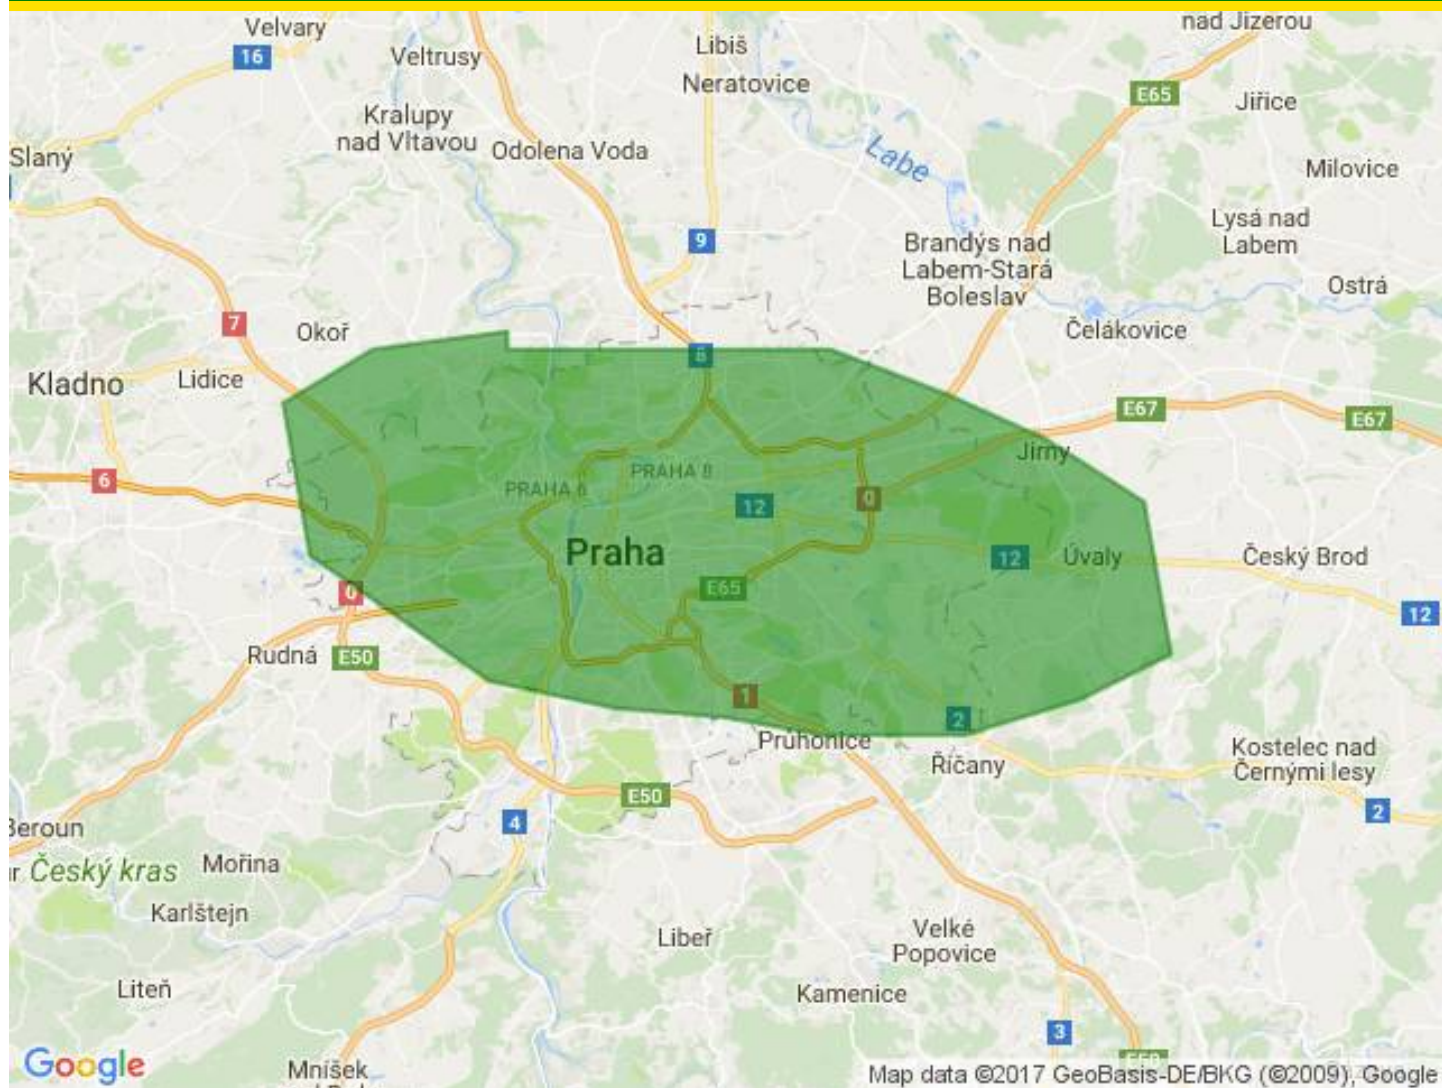 nad Jizerou
Velvary
16
Veltrusy
Libiš
Neratovice
E65
Jiřice
Kralupy
nad Vltavou
Odolena Voda
Slaný
Labe
Milovice
Lysá nad
Labem
9
Brandýs nad
Labem-Stará
Boleslav
Ostrá
7
Okoř
Čelákovice
8
Kladno
Lidice
E67
E67
Jirny
6
PRAHA 8
PRAHA 6
12
0
Praha
12
Úvaly
Český Brod
E65
0
12
Rudná
E50
1
2
Průhonice
Říčany
Kostelec nad
Černými lesy
E50
2
4
Beroun
Český kras
Mořina
Karlštejn
Libeř
Velké
Popovice
Liteň
Kamenice
3
E50
Google
Mníšek
Map data ©2017 GeoBasis-DE/BKG (©2009), Google